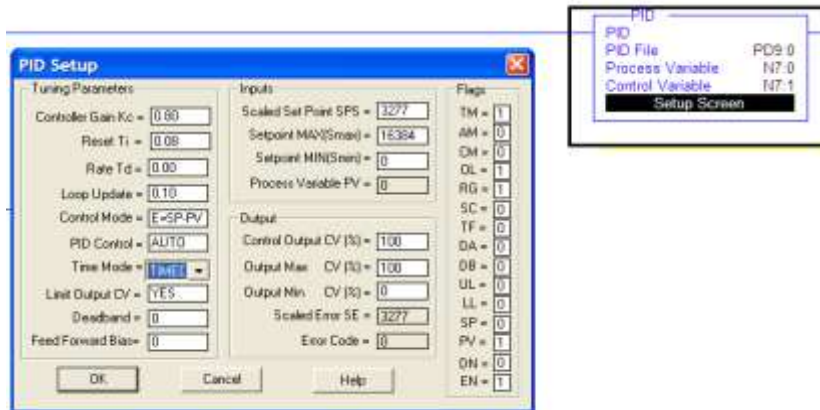 PID
PID
PID File PD9:0
Process Variable N7:0
Control Variable N7:1
Setup Screen
PID Setup
Tuning Parameters
Controller Gain Kc = 0.80
Reset Ti = 0.08
Rate Td = 0.00
Loop Update = 0.10
Control Mode = E=SP-PV
PID Control = AUTO
Time Mode = TIMED
Limit Output CV = YES
Deadband = 0
Feed Forward Bias= 0
Inputs
Scaled Set Point SPS = 3277
Setpoint MAX(Smax) = 16384
Setpoint MIN(Smin) = 0
Process Variable PV = 0
Output
Control Output CV (%) = 100
Output Max CV (%) = 100
Output Min CV (%) = 0
Scaled Error SE = 3277
Error Code = 0
Flags
TM = 1
AM = 0
CM = 0
OL = 1
RG = 1
SC = 0
TF = 0
DA = 0
DB = 0
UL = 0
LL = 0
SP = 0
PV = 1
DN = 0
EN = 1
OK
Cancel
Help